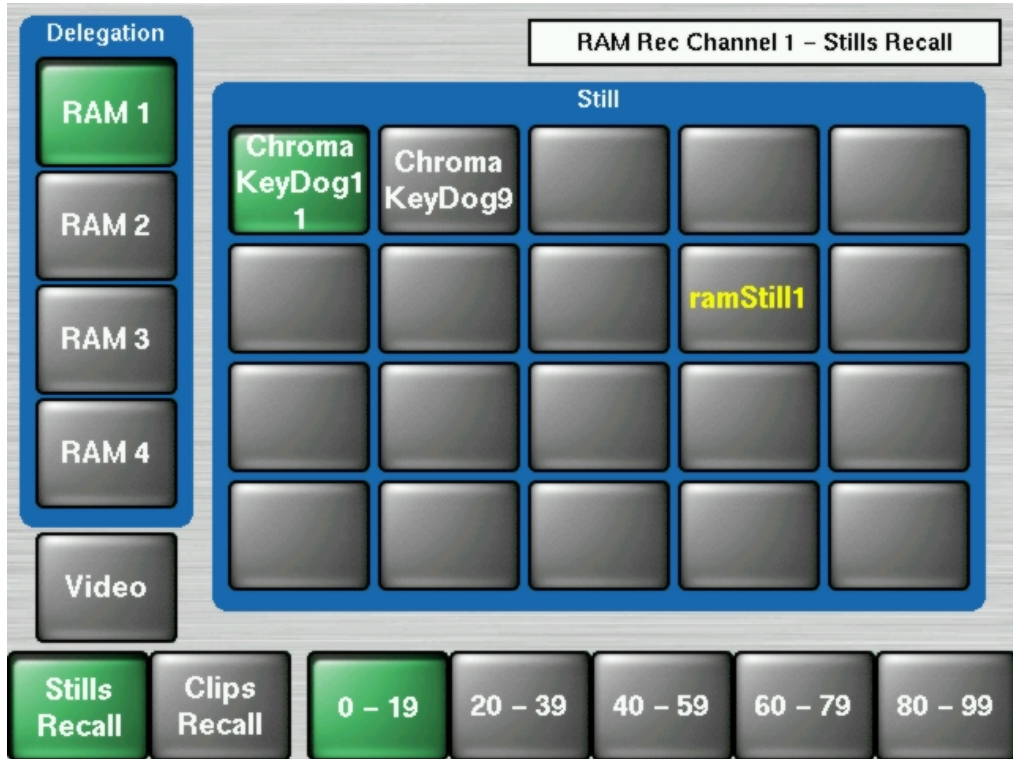 Delegation
RAM Rec Channel 1 – Stills Recall
RAM 1
RAM 2
RAM 3
RAM 4
Still
Chroma
KeyDog1
1
Chroma
KeyDog9
ramStill1
Video
Stills
Recall
Clips
Recall
0 – 19
20 – 39
40 – 59
60 – 79
80 – 99